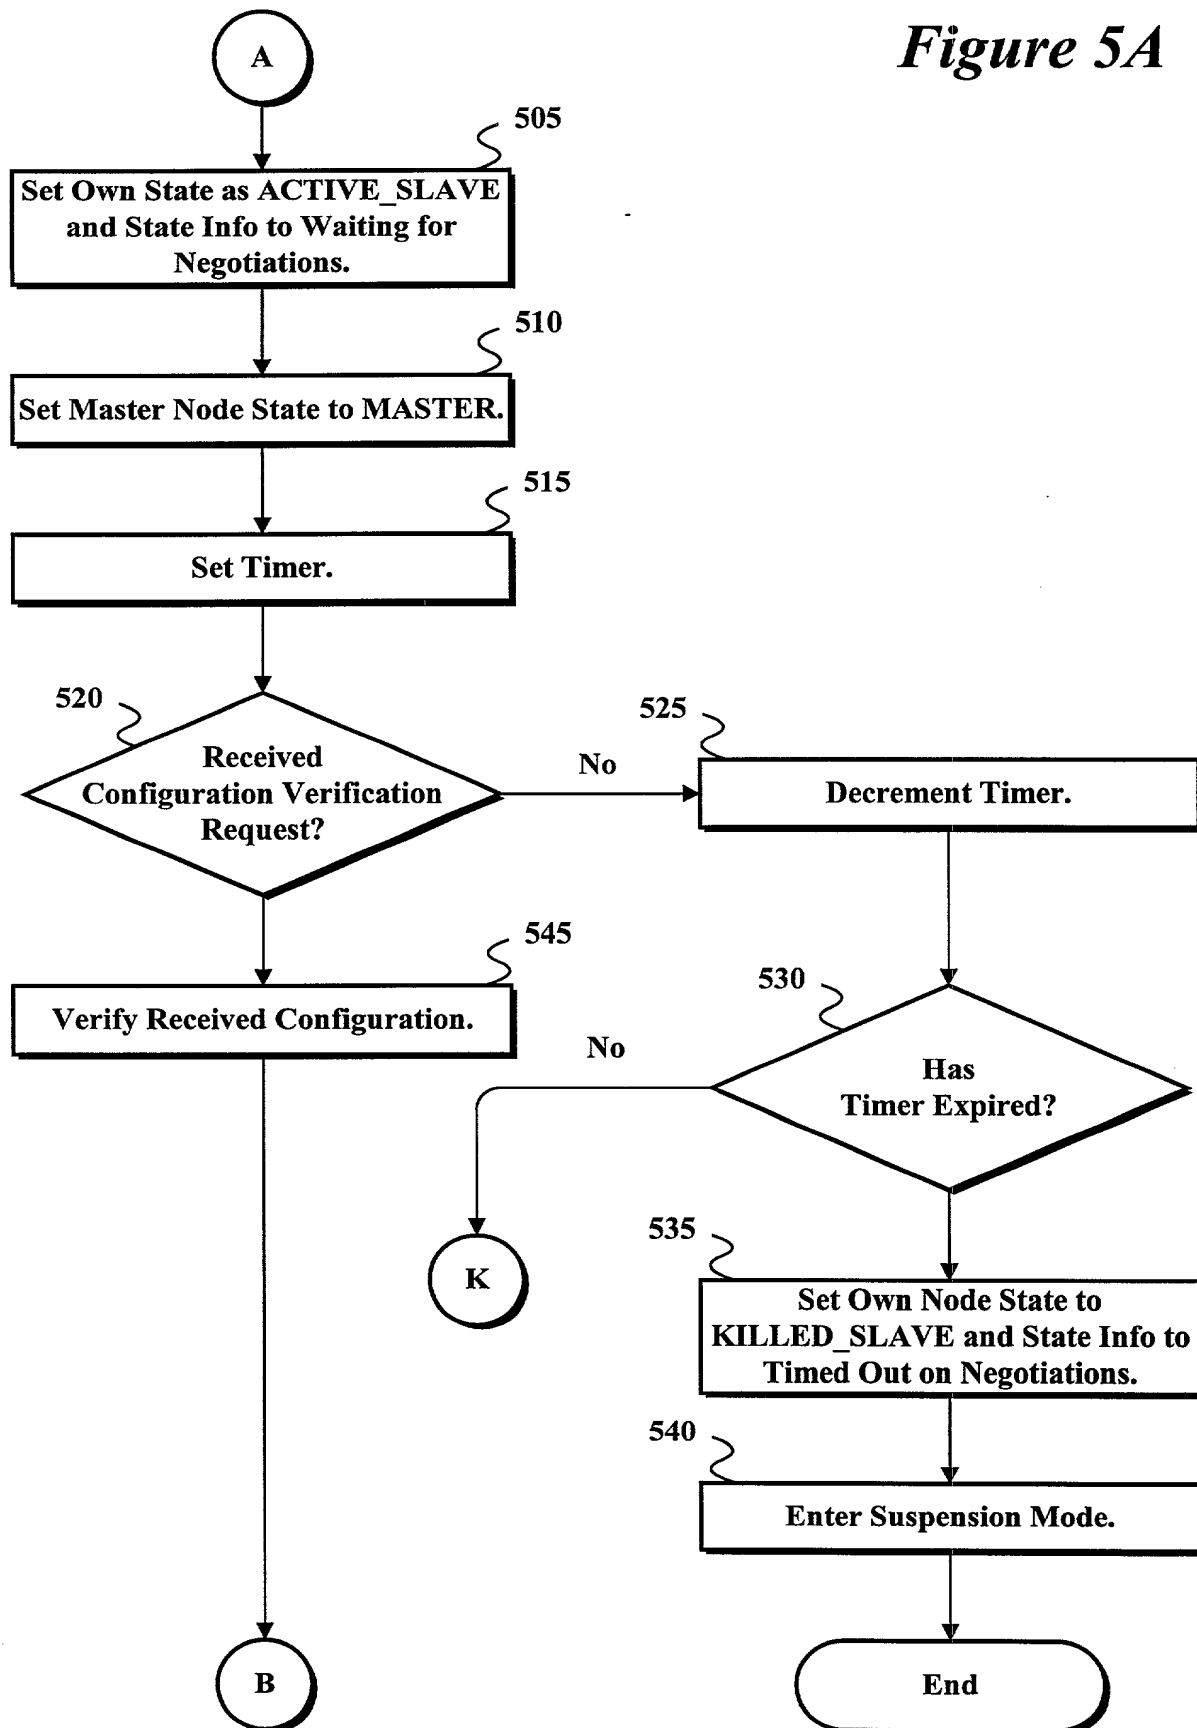 Figure 5A
A
505
Set Own State as ACTIVE_SLAVE
and State Info to Waiting for
Negotiations.
510
Set Master Node State to MASTER.
515
Set Timer.
520
Received
Configuration Verification
Request?
No
525
Decrement Timer.
545
Verify Received Configuration.
530
Has
Timer Expired?
No
K
535
Set Own Node State to
KILLED_SLAVE and State Info to
Timed Out on Negotiations.
540
Enter Suspension Mode.
B
End